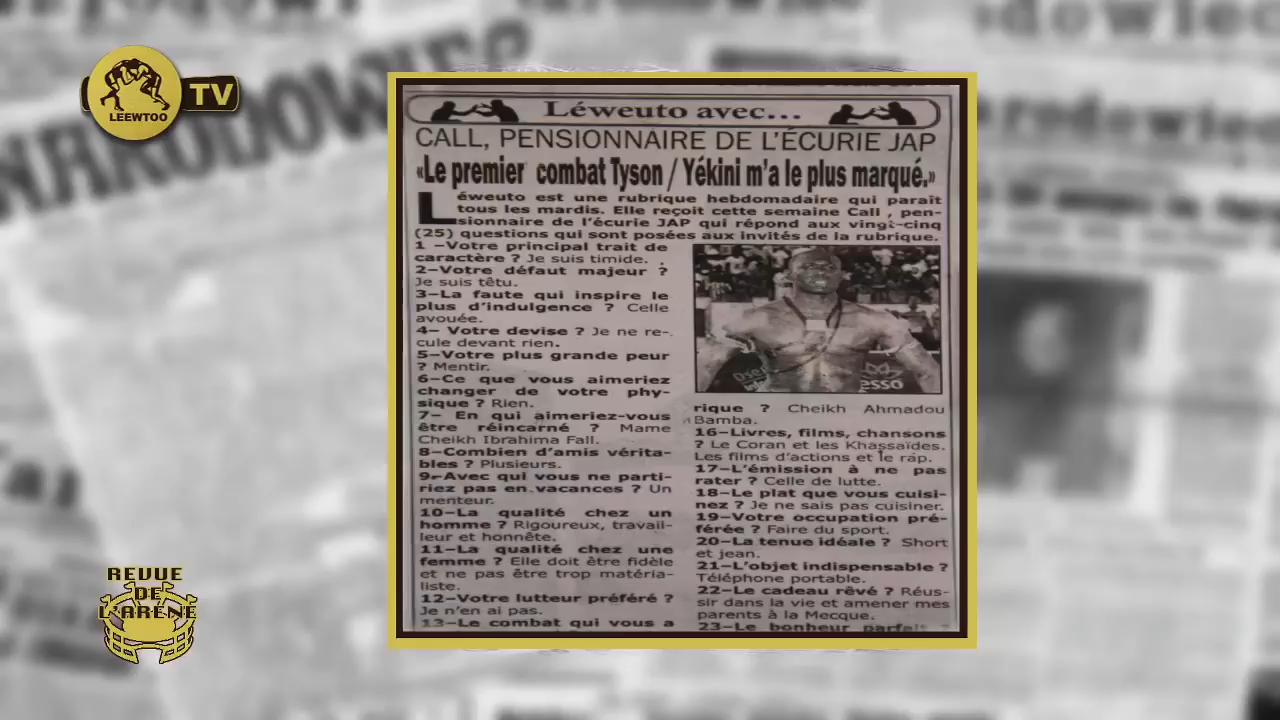 LEEWTOO
TV
Léweuto avec...
CALL, PENSIONNAIRE DE L'ÉCURIE JAP
«Le premier combat Tyson / Yékini m'a le plus marqué.»
Léweuto est une rubrique hebdomadaire qui paraît
tous les mardis. Elle reçoit cette semaine Call , pen-
sionnaire de l'écurie JAP qui répond aux vingt-cinq
(25) questions qui sont posées aux invités de la rubrique.
1 –Votre principal trait de
caractère ? Je suis timide.
2–Votre défaut majeur ?
Je suis têtu.
3–La faute qui inspire le
plus d'indulgence ? Celle
avouée.
4– Votre devise ? Je ne re-
cule devant rien.
5–Votre plus grande peur
? Mentir.
6–Ce que vous aimeriez
changer de votre phy-
sique ? Rien.
7– En qui aimeriez-vous
être réincarné ? Mame
Cheikh Ibrahima Fall.
8–Combien d'amis vérita-
bles ? Plusieurs.
9–Avec qui vous ne parti-
riez pas en vacances ? Un
menteur.
10–La qualité chez un
homme ? Rigoureux, travail-
leur et honnête.
11–La qualité chez une
femme ? Elle doit être fidèle
et ne pas être trop matéria-
liste.
12–Votre lutteur préféré ?
Je n'en ai pas.
13–Le combat qui vous a
rique ? Cheikh Ahmadou
Bamba.
16–Livres, films, chansons
? Le Coran et les Khassaïdes.
Les films d'actions et le rap.
17–L'émission à ne pas
rater ? Celle de lutte.
18–Le plat que vous cuisi-
nez ? Je ne sais pas cuisiner.
19–Votre occupation pré-
férée ? Faire du sport.
20–La tenue idéale ? Short
et jean.
21–L'objet indispensable ?
Téléphone portable.
22–Le cadeau rêvé ? Réus-
sir dans la vie et amener mes
parents à la Mecque.
23–Le bonheur parfait ?
REVUE
DE
L'ARÈNE
NARODOWIEC